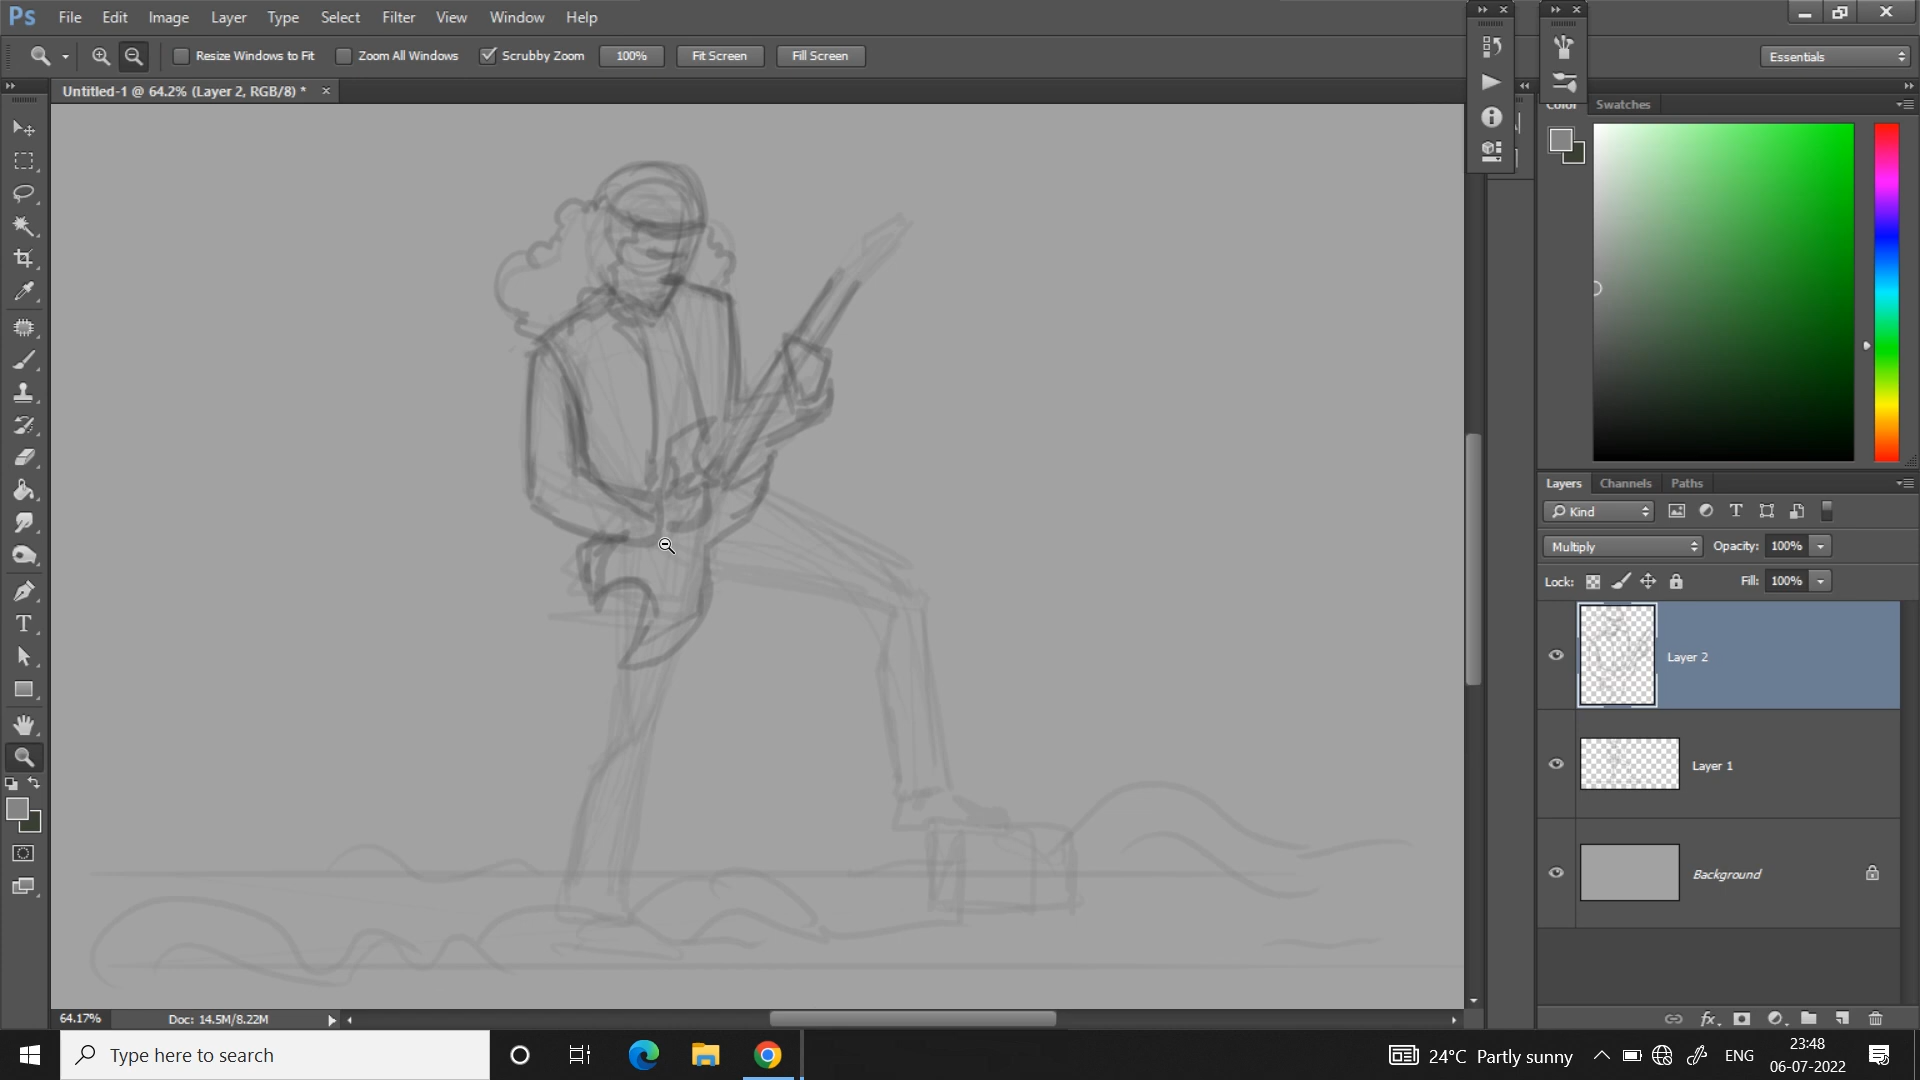 Ps File Edit Image Layer Type Select Filter View Window Help
Resize Windows to Fit Zoom All Windows Scrubby Zoom 100% Fit Screen Fill Screen Essentials
Untitled-1 @ 64.2% (Layer 2, RGB/8) * ×
Color Swatches
Layers Channels Paths
Kind
Multiply Opacity: 100%
Lock: Fill: 100%
Layer 2
Layer 1
Background
64.17% Doc: 14.5M/8.22M
Type here to search
24°C Partly sunny ENG 23:48
06-07-2022